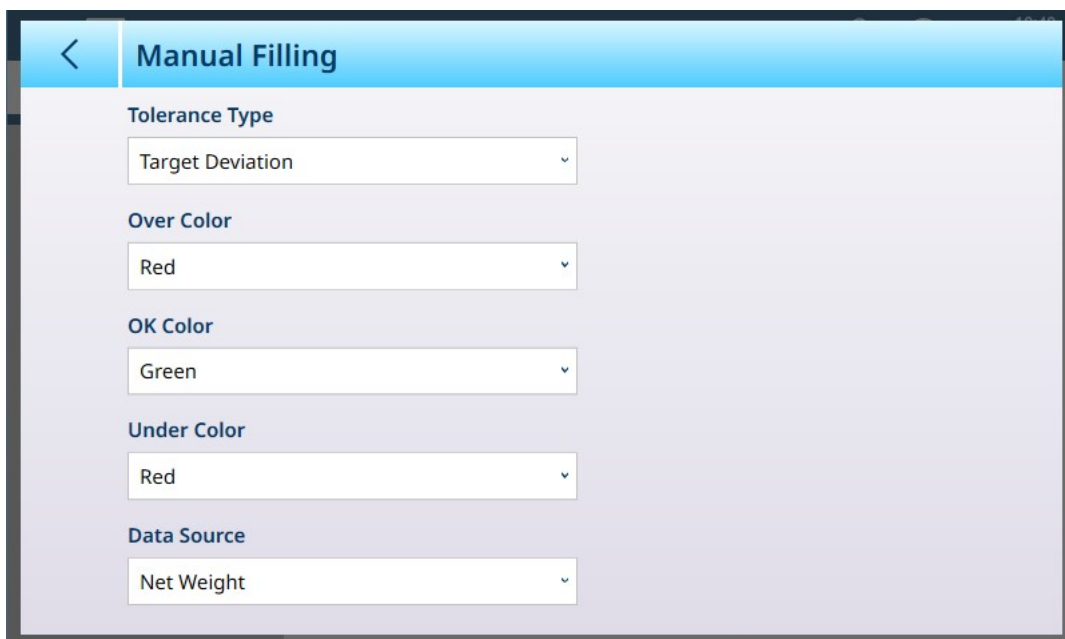 Manual Filling
Tolerance Type
Target Deviation
Over Color
Red
OK Color
Green
Under Color
Red
Data Source
Net Weight